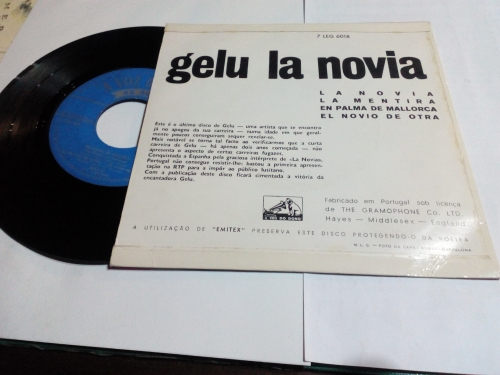 7 LEG 6014
gelu la novia
LA NOVIA
LA MENTIRA
EN PALMA DE MALLORCA
EL NOVIO DE OTRA
Este é o último disco de Gelu — uma artista que se encontra
já no apogeu da sua carreira — numa idade em que geral-
mente poucos conseguiram sequer revelar-se.
Mais notável se torna tal facto ao verificarmos que a curta
carreira de Gelu — há apenas dois anos começada — não
apresenta o aspecto de certas carreiras fugazes.
Conquistada a Espanha pela graciosa intérprete de «La Novia»,
Portugal não consegue resistir-lhe: bastou a primeira apresen-
tação na RTP para a impôr ao público lusitano.
Com a publicação deste disco ficará cimentada a vitória da
encantadora Gelu.
Fabricado em Portugal sob licença
de THE GRAMOPHONE Co. LTD.
Hayes — Middlesex — England
A UTILIZAÇÃO DE "EMITEX" PRESERVA ESTE DISCO PROTEGENDO-O DA POEIRA